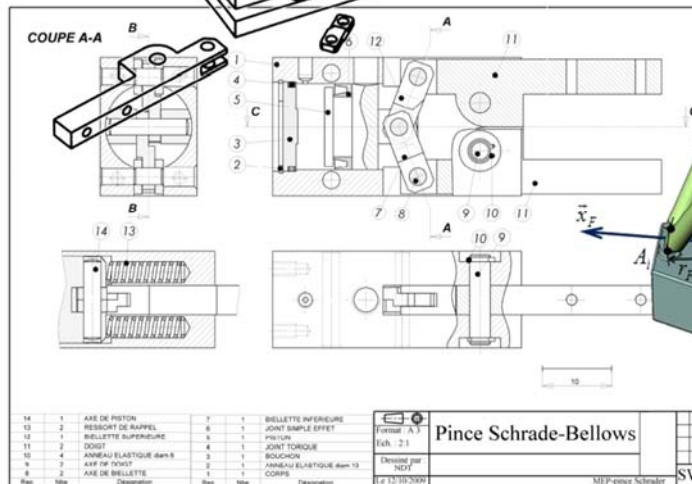 COUPE A-A
B
A
1
4
5
3
2
C
6
12
11
C
B
7
8
9
10
11
A
14
13
10
9
10
x F
A
r
14 1 AXE DE PISTON
13 2 RESSORT DE RAPPEL
12 1 BIELLETTE SUPERIEURE
11 2 DOIGT
10 4 ANNEAU ELASTIQUE diam 6
9 2 AXE DE DOIGT
8 2 AXE DE BIELLETTE
Rep Nbre Désignation
7 1 BIELLETTE INFERIEURE
6 1 JOINT SIMPLE EFFET
5 1 PISTON
4 1 JOINT TORIQUE
3 1 BOUCHON
2 1 ANNEAU ELASTIQUE diam 13
1 1 CORPS
Rep Nbre Désignation
Format : A 3
Ech. : 2:1
Pince Schrade-Bellows
Dessiné par
NDT
Le 12/10/2009
MEP-pince Schrader